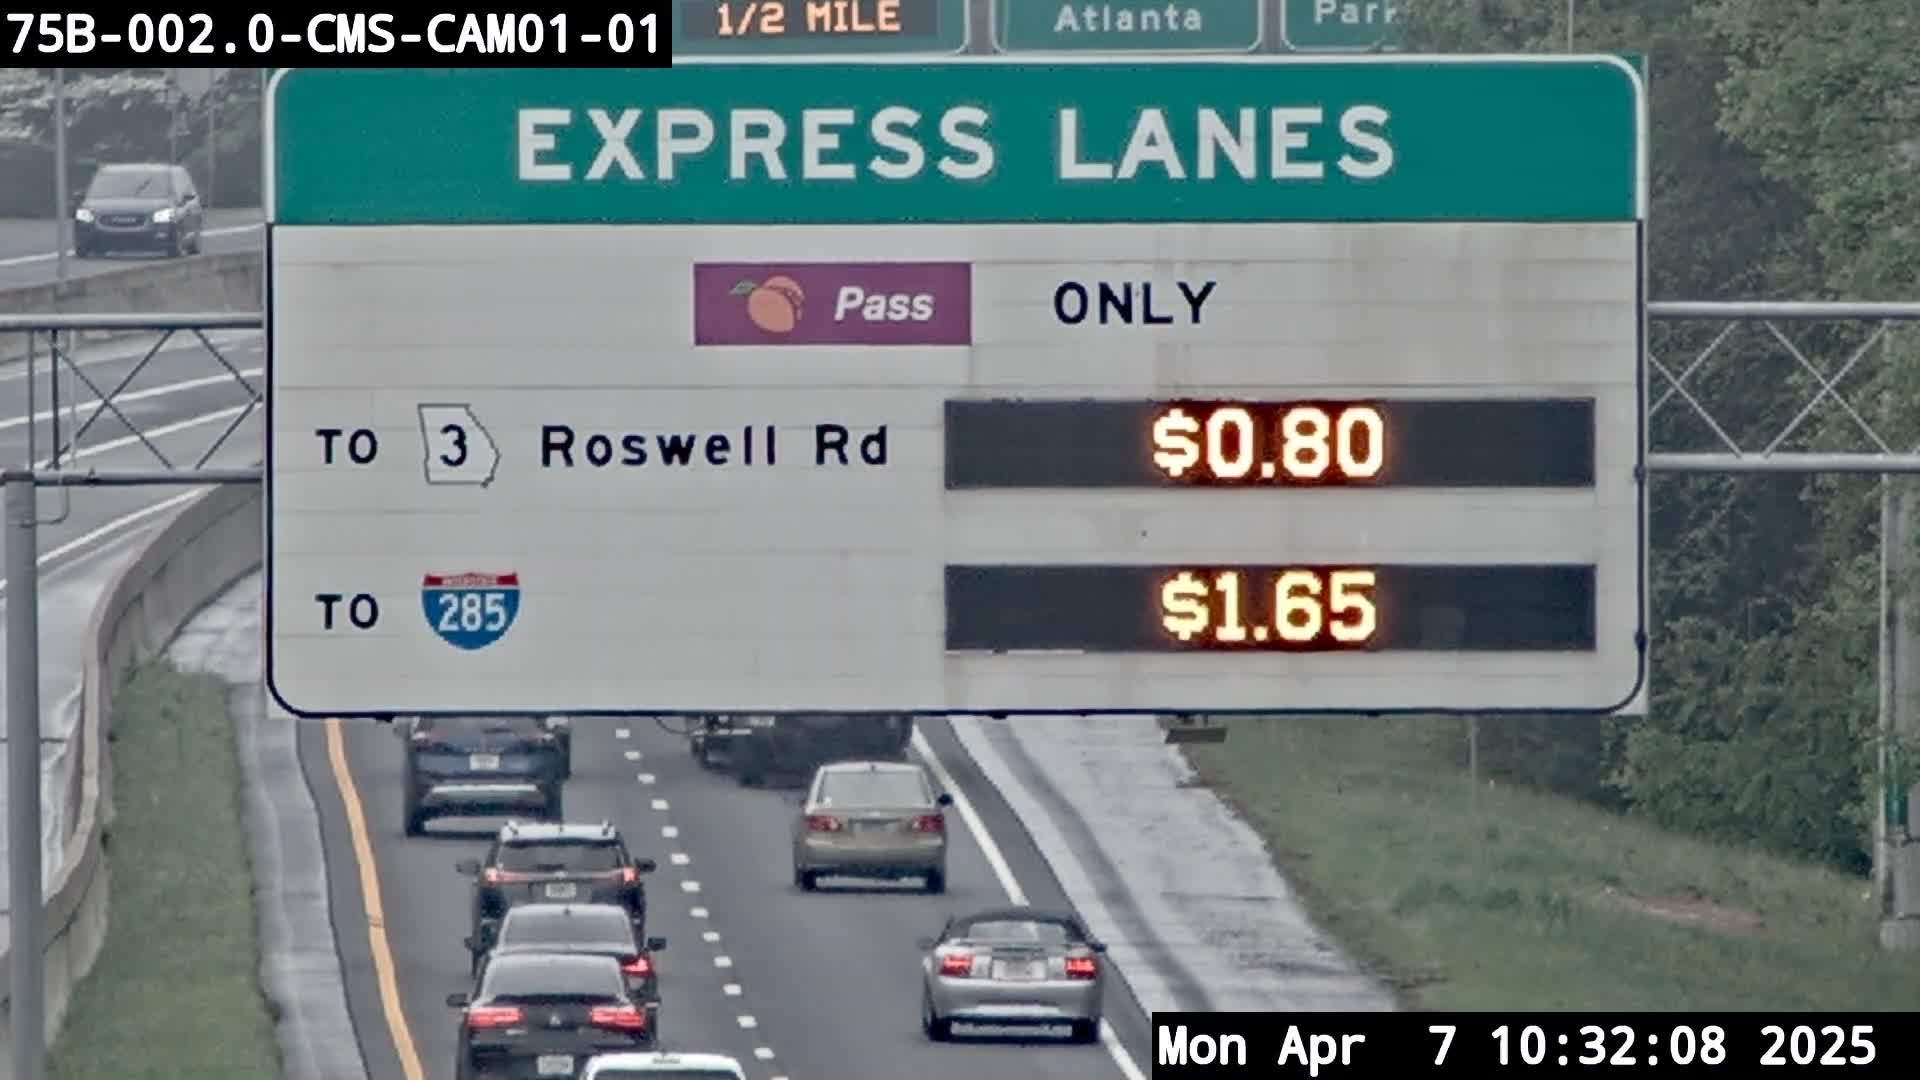 75B-002.0-CMS-CAM01-01
1/2 MILE
Atlanta
EXPRESS LANES
Pass ONLY
TO 3 Roswell Rd $0.80
TO INTERSTATE 285 $1.65
Mon Apr 7 10:32:08 2025